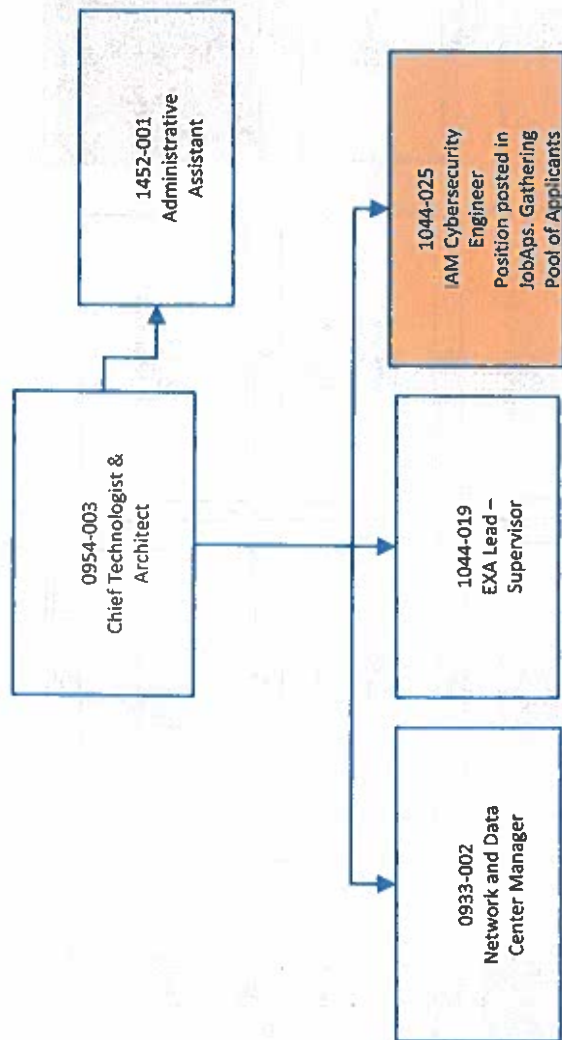 0954-003
Chief Technologist &
Architect
1452-001
Administrative
Assistant
0933-002
Network and Data
Center Manager
1044-019
EXA Lead –
Supervisor
1044-025
IAM Cybersecurity
Engineer
Position posted in
JobAps. Gathering
Pool of Applicants